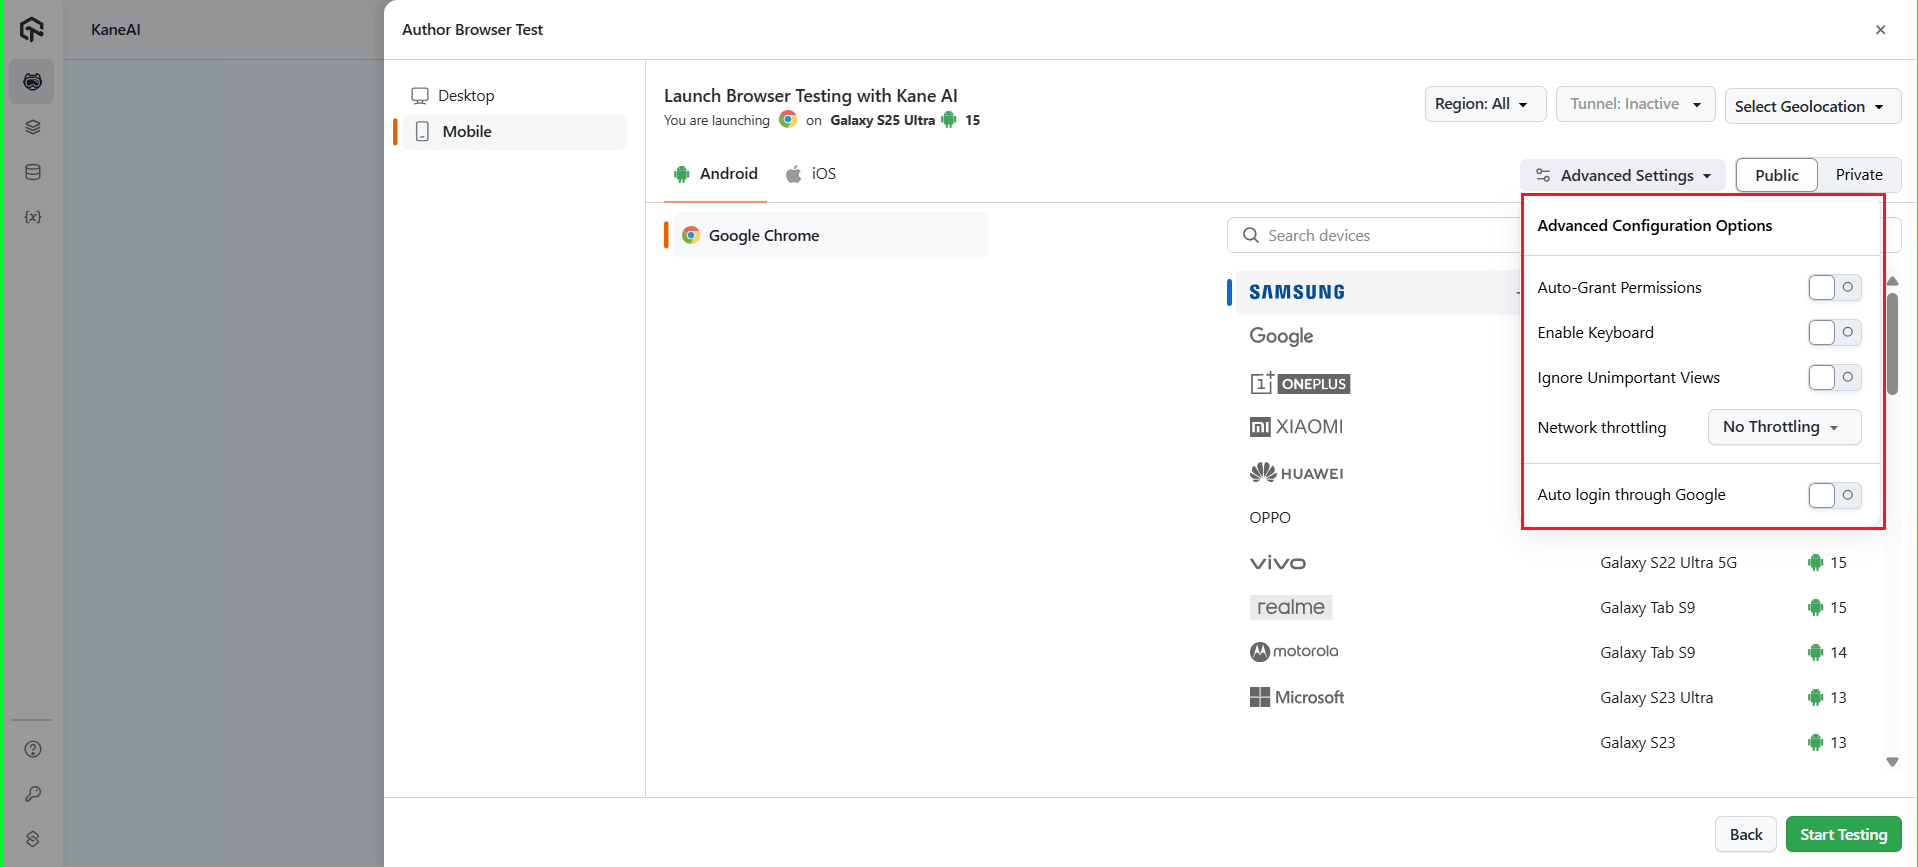 KaneAI
Author Browser Test
Desktop
Mobile
Launch Browser Testing with Kane AI
You are launching on Galaxy S25 Ultra 15
Region: All
Tunnel: Inactive
Select Geolocation
Android
iOS
Advanced Settings
Public
Private
Google Chrome
Search devices
SAMSUNG
Google
1+ ONEPLUS
mi XIAOMI
HUAWEI
OPPO
vivo
realme
motorola
Microsoft
Advanced Configuration Options
Auto-Grant Permissions
Enable Keyboard
Ignore Unimportant Views
Network throttling No Throttling
Auto login through Google
Galaxy S22 Ultra 5G 15
Galaxy Tab S9 15
Galaxy Tab S9 14
Galaxy S23 Ultra 13
Galaxy S23 13
Back
Start Testing